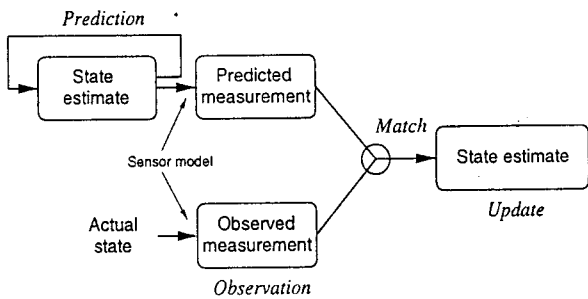 Prediction
State
estimate
Predicted
measurement
Match
State estimate
Sensor model
Update
Actual
state
Observed
measurement
Observation